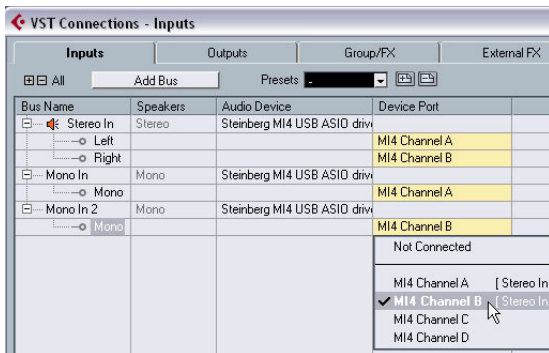 VST Connections - Inputs
Inputs Outputs Group/FX External FX
All Add Bus Presets -
Bus Name Speakers Audio Device Device Port
Stereo In Stereo Steinberg MI4 USB ASIO drive
Left MI4 Channel A
Right MI4 Channel B
Mono In Mono Steinberg MI4 USB ASIO drive
Mono MI4 Channel A
Mono In 2 Mono Steinberg MI4 USB ASIO drive
Mono MI4 Channel B
Not Connected
MI4 Channel A [ Stereo In
MI4 Channel B [ Stereo In
MI4 Channel C
MI4 Channel D